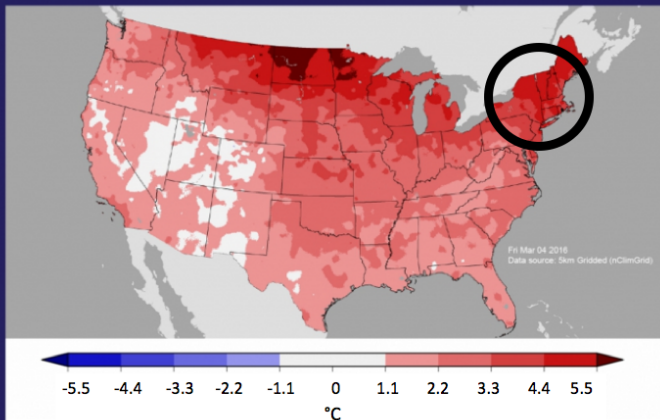 Fri Mar 04 2016
Data source: 5km Gridded (nClimGrid)
-5.5 -4.4 -3.3 -2.2 -1.1 0 1.1 2.2 3.3 4.4 5.5
°C